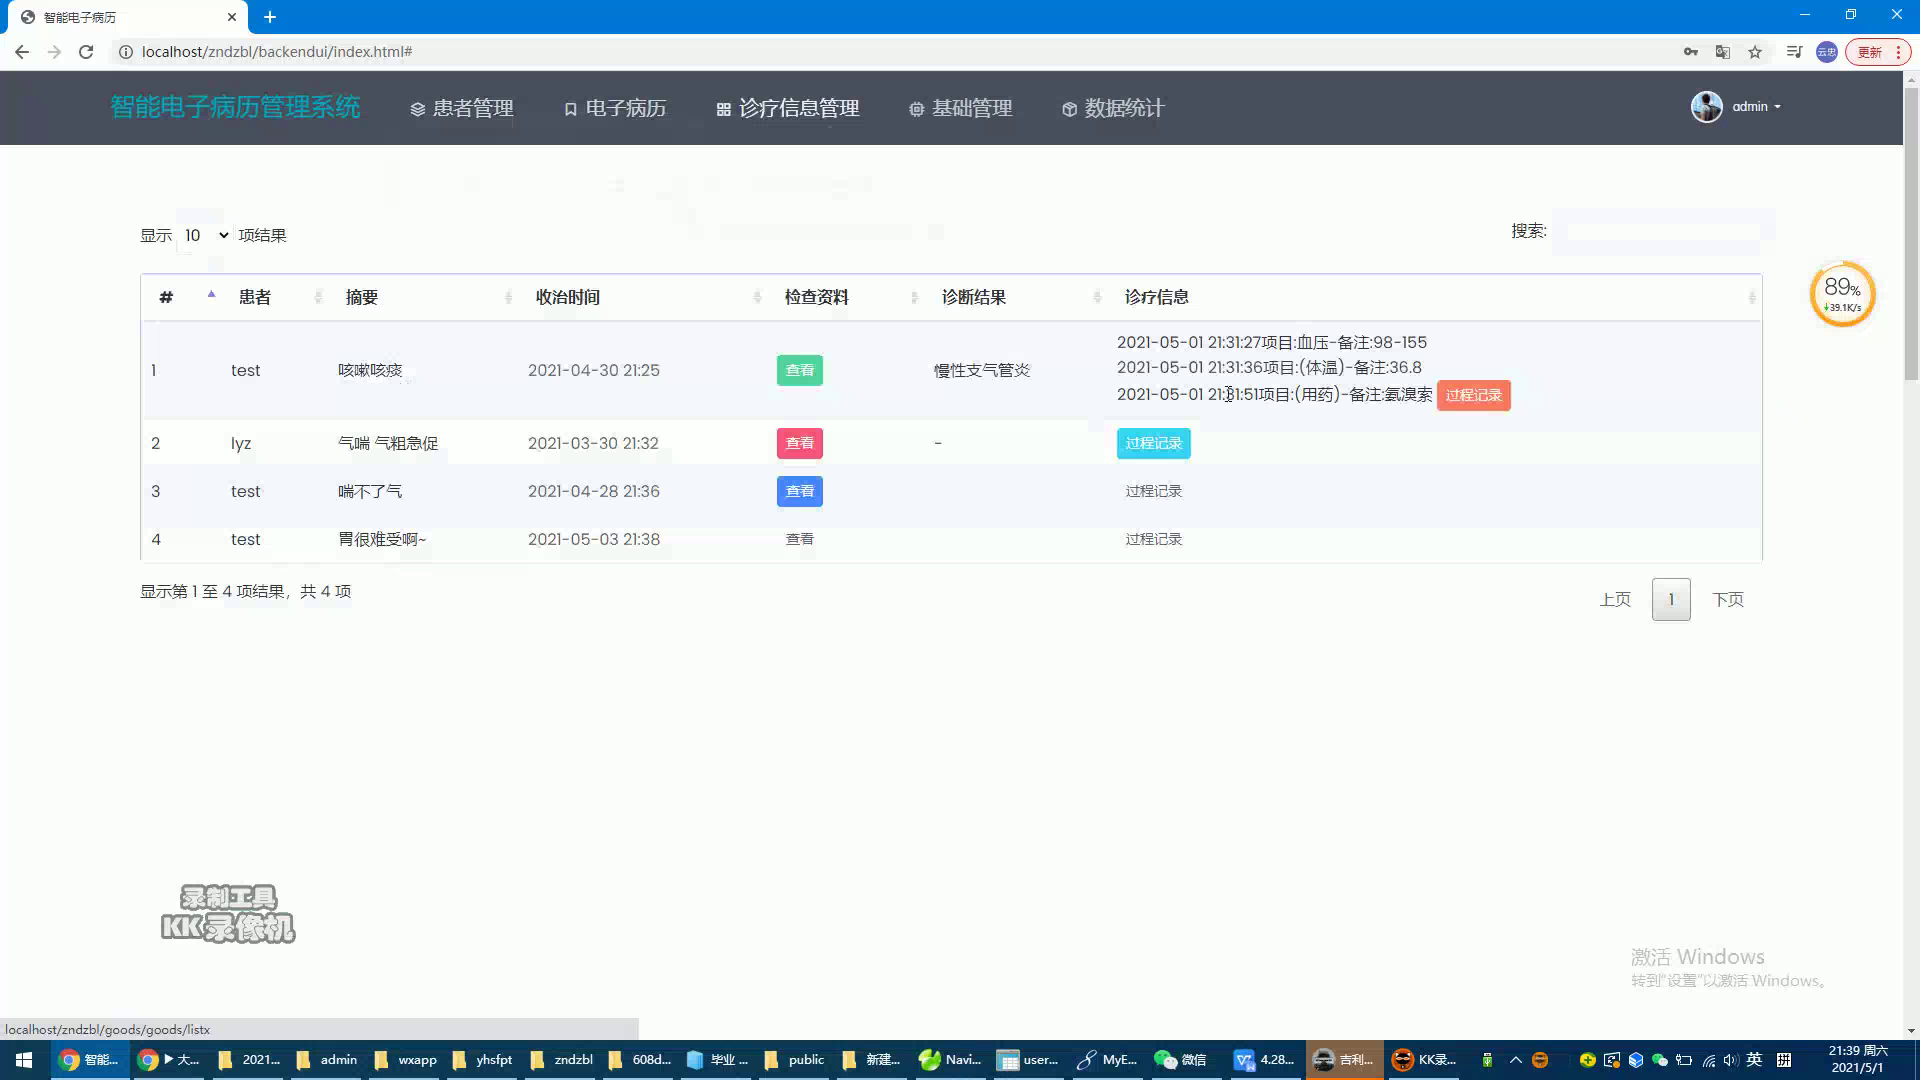 智能电子病历
localhost/zndzbl/backendui/index.html#
云忠
更新
智能电子病历管理系统
患者管理
电子病历
诊疗信息管理
基础管理
数据统计
admin
显示 10 项结果
搜索:
# 患者 摘要 收治时间 检查资料 诊断结果 诊疗信息
1 test 咳嗽咳痰 2021-04-30 21:25 查看 慢性支气管炎
2021-05-01 21:31:27项目:血压-备注:98-155
2021-05-01 21:31:36项目:(体温)-备注:36.8
2021-05-01 21:31:51项目:(用药)-备注:氨溴索 过程记录
2 lyz 气喘 气粗急促 2021-03-30 21:32 查看 - 过程记录
3 test 喘不了气 2021-04-28 21:36 查看 过程记录
4 test 胃很难受啊~ 2021-05-03 21:38 查看 过程记录
显示第 1 至 4 项结果，共 4 项
上页 1 下页
89%
39.1K/s
录制工具
KK录像机
激活 Windows
转到"设置"以激活 Windows。
localhost/zndzbl/goods/goods/listx
智能... 大... 2021... admin wxapp yhsfpt zndzbl 608d... 毕业 ... public 新建... Navi... user... MyE... 微信 4.28... 吉利... KK录... 英
21:39 周六
2021/5/1